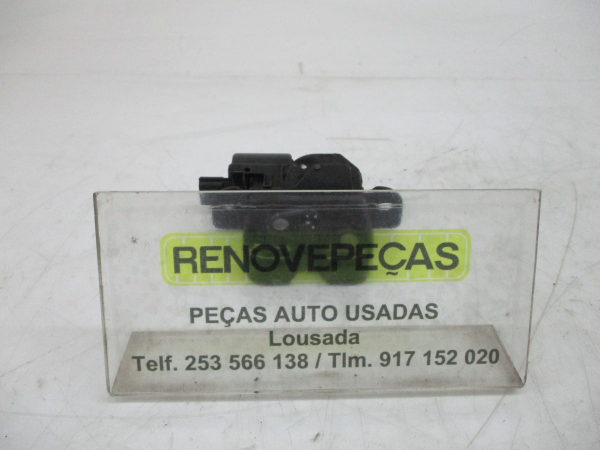 RENOVEPEÇAS
PEÇAS AUTO USADAS
Lousada
Telf. 253 566 138 / Tlm. 917 152 020